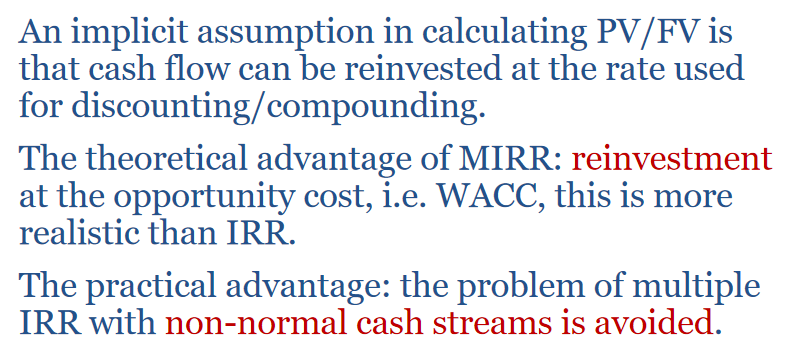 An implicit assumption in calculating PV/FV is
that cash flow can be reinvested at the rate used
for discounting/compounding.
The theoretical advantage of MIRR: reinvestment
at the opportunity cost, i.e. WACC, this is more
realistic than IRR.
The practical advantage: the problem of multiple
IRR with non-normal cash streams is avoided.